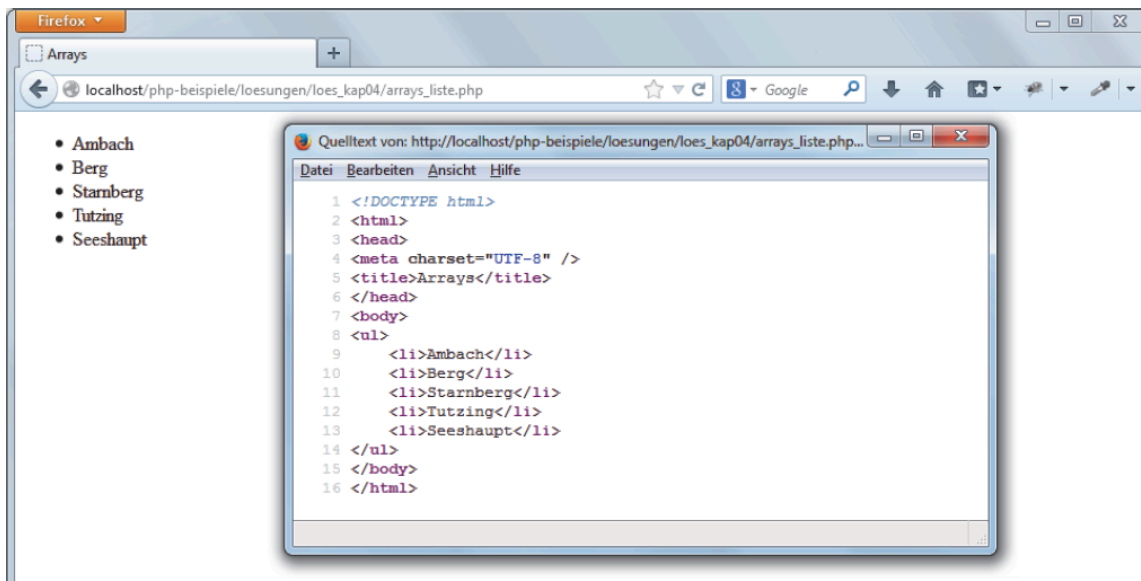 Firefox
Arrays
localhost/php-beispiele/loesungen/loes_kap04/arrays_liste.php
Google
• Ambach
• Berg
• Starnberg
• Tutzing
• Seeshaupt
Quelltext von: http://localhost/php-beispiele/loesungen/loes_kap04/arrays_liste.php...
Datei Bearbeiten Ansicht Hilfe
1 <!DOCTYPE html>
2 <html>
3 <head>
4 <meta charset="UTF-8" />
5 <title>Arrays</title>
6 </head>
7 <body>
8 <ul>
9     <li>Ambach</li>
10     <li>Berg</li>
11     <li>Starnberg</li>
12     <li>Tutzing</li>
13     <li>Seeshaupt</li>
14 </ul>
15 </body>
16 </html>